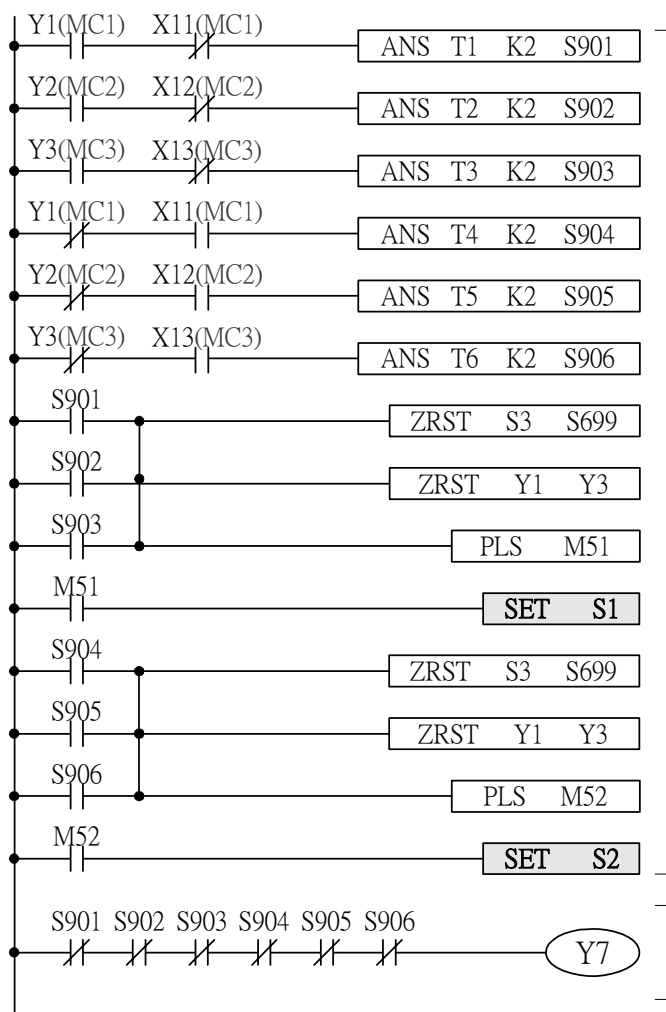 Y1(MC1) X11(MC1)
ANS T1 K2 S901
Y2(MC2) X12(MC2)
ANS T2 K2 S902
Y3(MC3) X13(MC3)
ANS T3 K2 S903
Y1(MC1) X11(MC1)
ANS T4 K2 S904
Y2(MC2) X12(MC2)
ANS T5 K2 S905
Y3(MC3) X13(MC3)
ANS T6 K2 S906
S901
ZRST S3 S699
S902
ZRST Y1 Y3
S903
PLS M51
M51
SET S1
S904
ZRST S3 S699
S905
ZRST Y1 Y3
S906
PLS M52
M52
SET S2
S901 S902 S903 S904 S905 S906
Y7